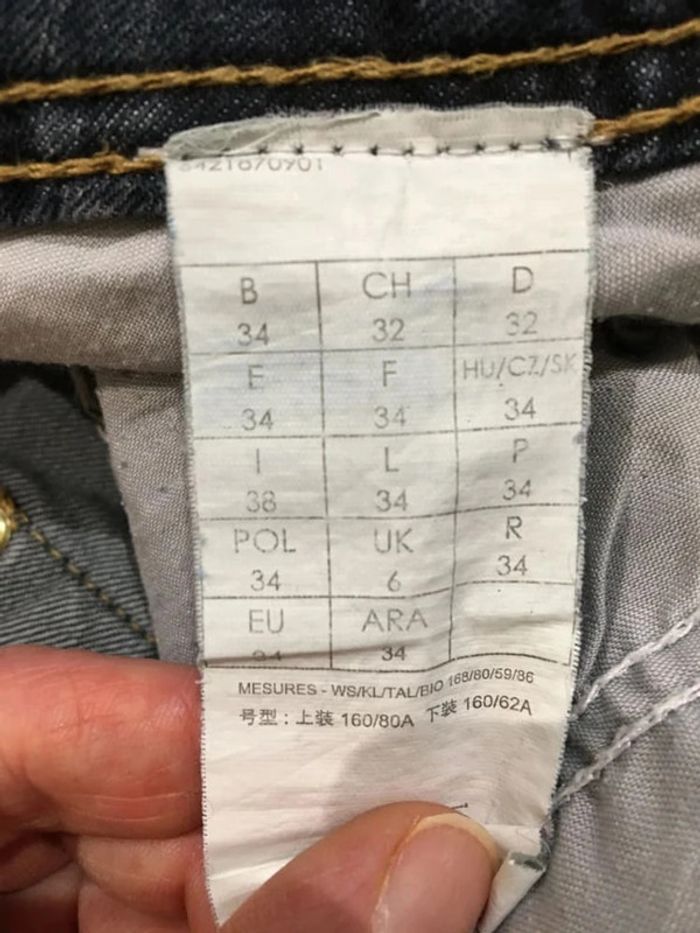 B CH D
34 32 32
E F HU/CZ/SK
34 34 34
I L P
38 34 34
POL UK R
34 6 34
EU ARA
34 34
MESURES - WS/KL/TAL/BIO 168/80/59/86
号型：上装 160/80A 下装 160/62A